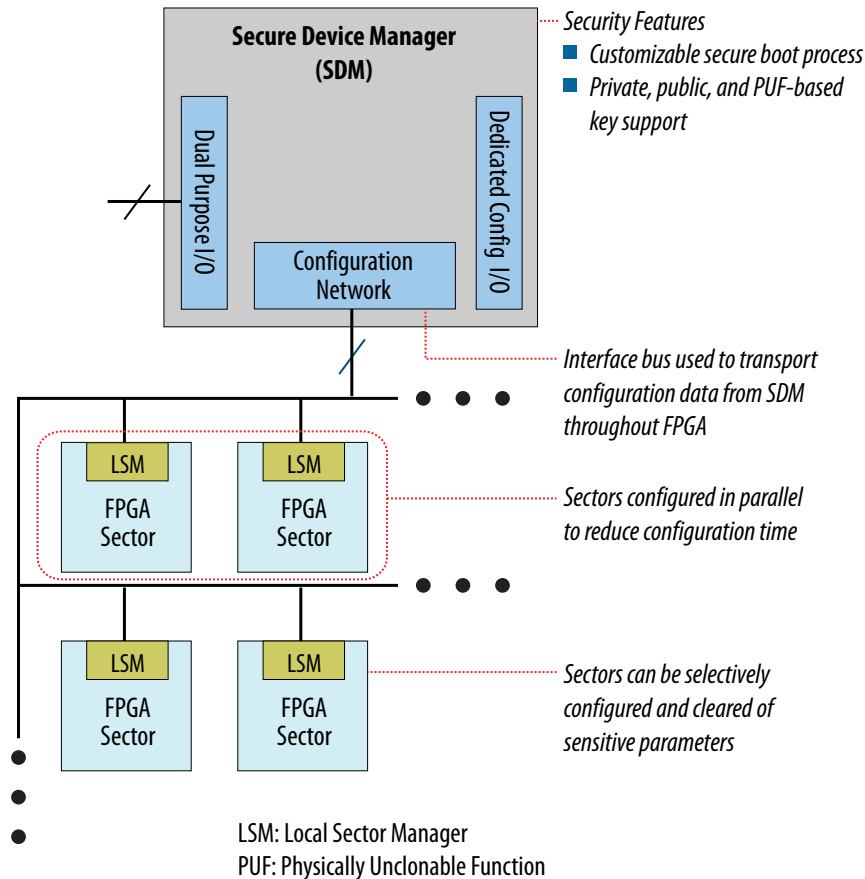 Secure Device Manager
(SDM)
Security Features
Customizable secure boot process
Private, public, and PUF-based
key support
Dual Purpose I/O
Dedicated Config I/O
Configuration
Network
Interface bus used to transport
configuration data from SDM
throughout FPGA
LSM
FPGA
Sector
LSM
FPGA
Sector
Sectors configured in parallel
to reduce configuration time
LSM
FPGA
Sector
LSM
FPGA
Sector
Sectors can be selectively
configured and cleared of
sensitive parameters
LSM: Local Sector Manager
PUF: Physically Unclonable Function